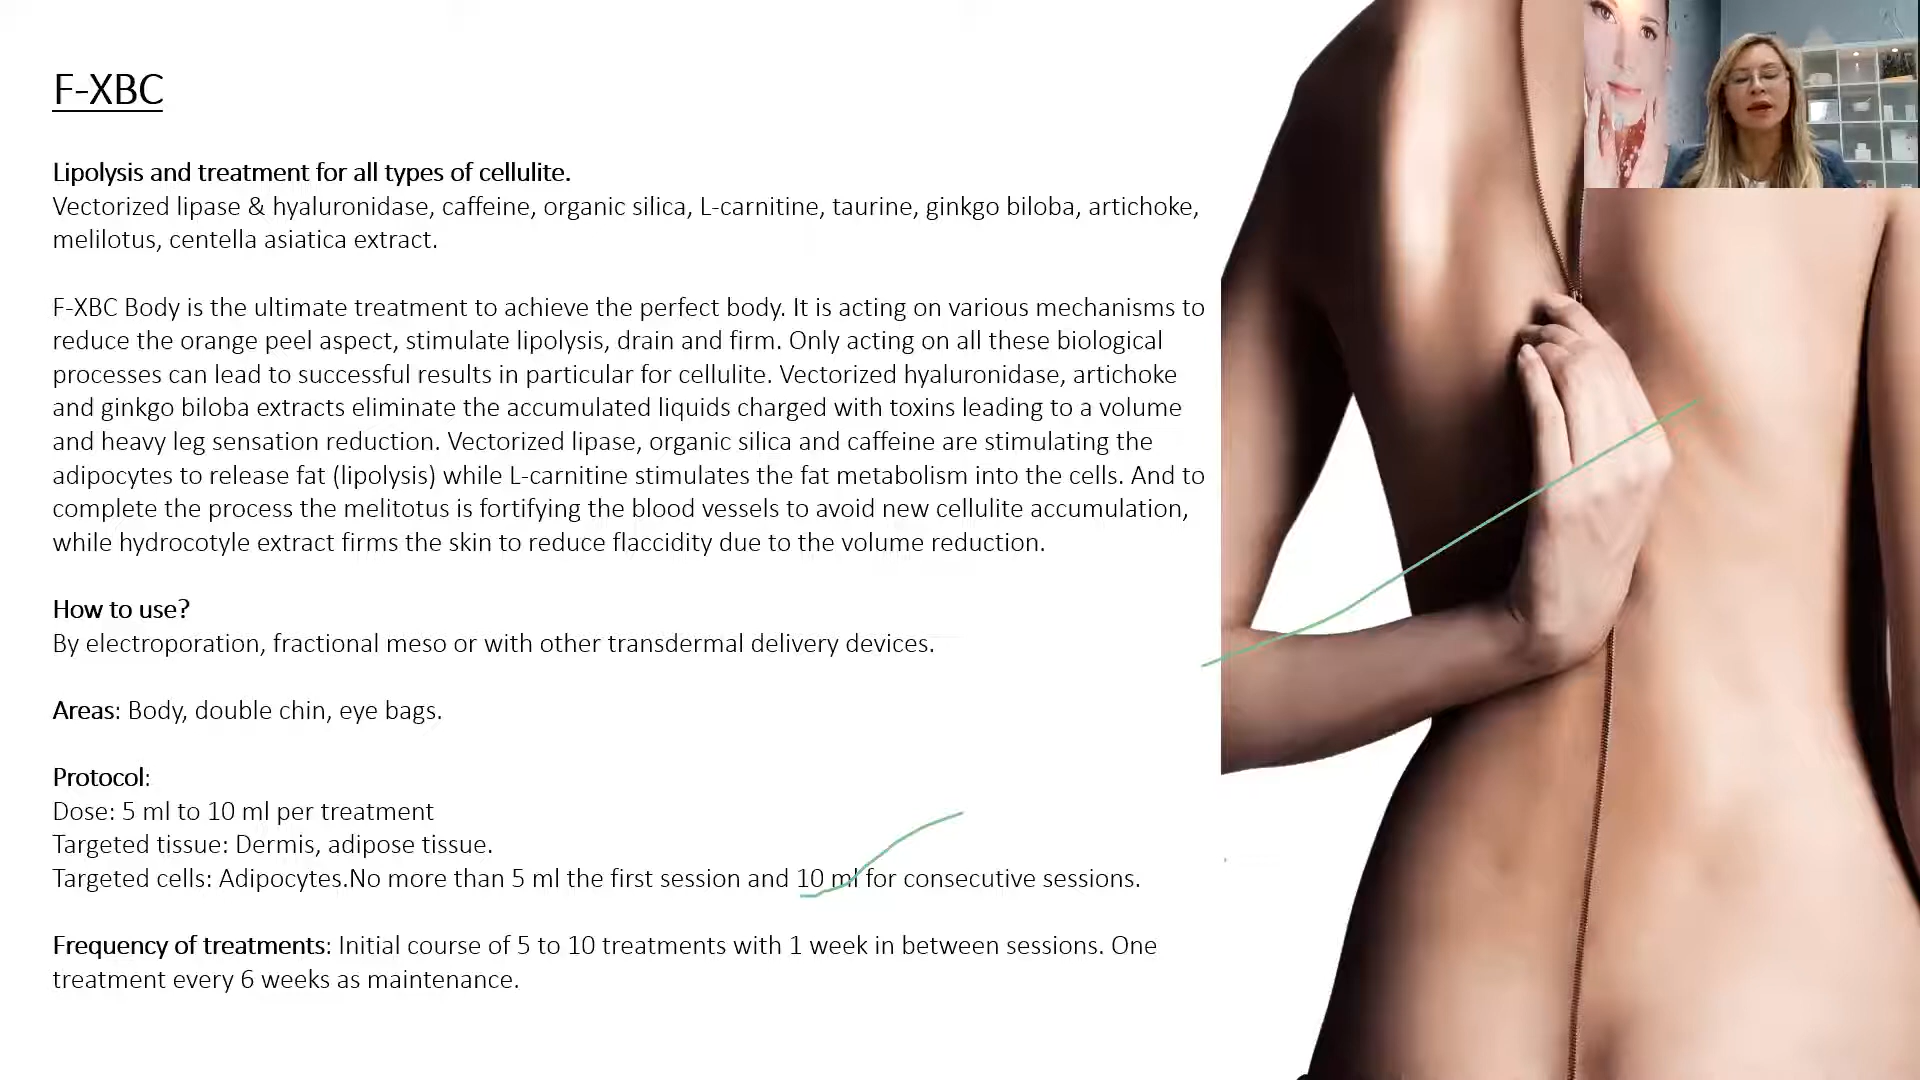 F-XBC
Lipolysis and treatment for all types of cellulite.
Vectorized lipase & hyaluronidase, caffeine, organic silica, L-carnitine, taurine, ginkgo biloba, artichoke,
melilotus, centella asiatica extract.
F-XBC Body is the ultimate treatment to achieve the perfect body. It is acting on various mechanisms to
reduce the orange peel aspect, stimulate lipolysis, drain and firm. Only acting on all these biological
processes can lead to successful results in particular for cellulite. Vectorized hyaluronidase, artichoke
and ginkgo biloba extracts eliminate the accumulated liquids charged with toxins leading to a volume
and heavy leg sensation reduction. Vectorized lipase, organic silica and caffeine are stimulating the
adipocytes to release fat (lipolysis) while L-carnitine stimulates the fat metabolism into the cells. And to
complete the process the melitotus is fortifying the blood vessels to avoid new cellulite accumulation,
while hydrocotyle extract firms the skin to reduce flaccidity due to the volume reduction.
How to use?
By electroporation, fractional meso or with other transdermal delivery devices.
Areas: Body, double chin, eye bags.
Protocol:
Dose: 5 ml to 10 ml per treatment
Targeted tissue: Dermis, adipose tissue.
Targeted cells: Adipocytes.No more than 5 ml the first session and 10 ml for consecutive sessions.
Frequency of treatments: Initial course of 5 to 10 treatments with 1 week in between sessions. One
treatment every 6 weeks as maintenance.